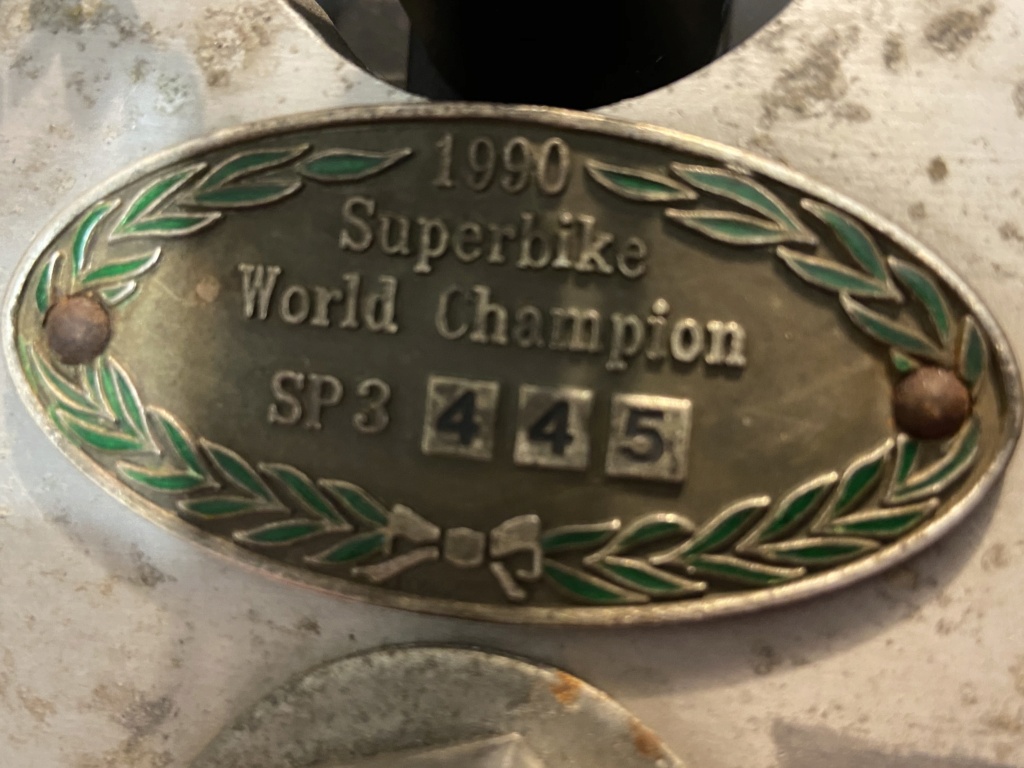 1990
Superbike
World Champion
SP3 445